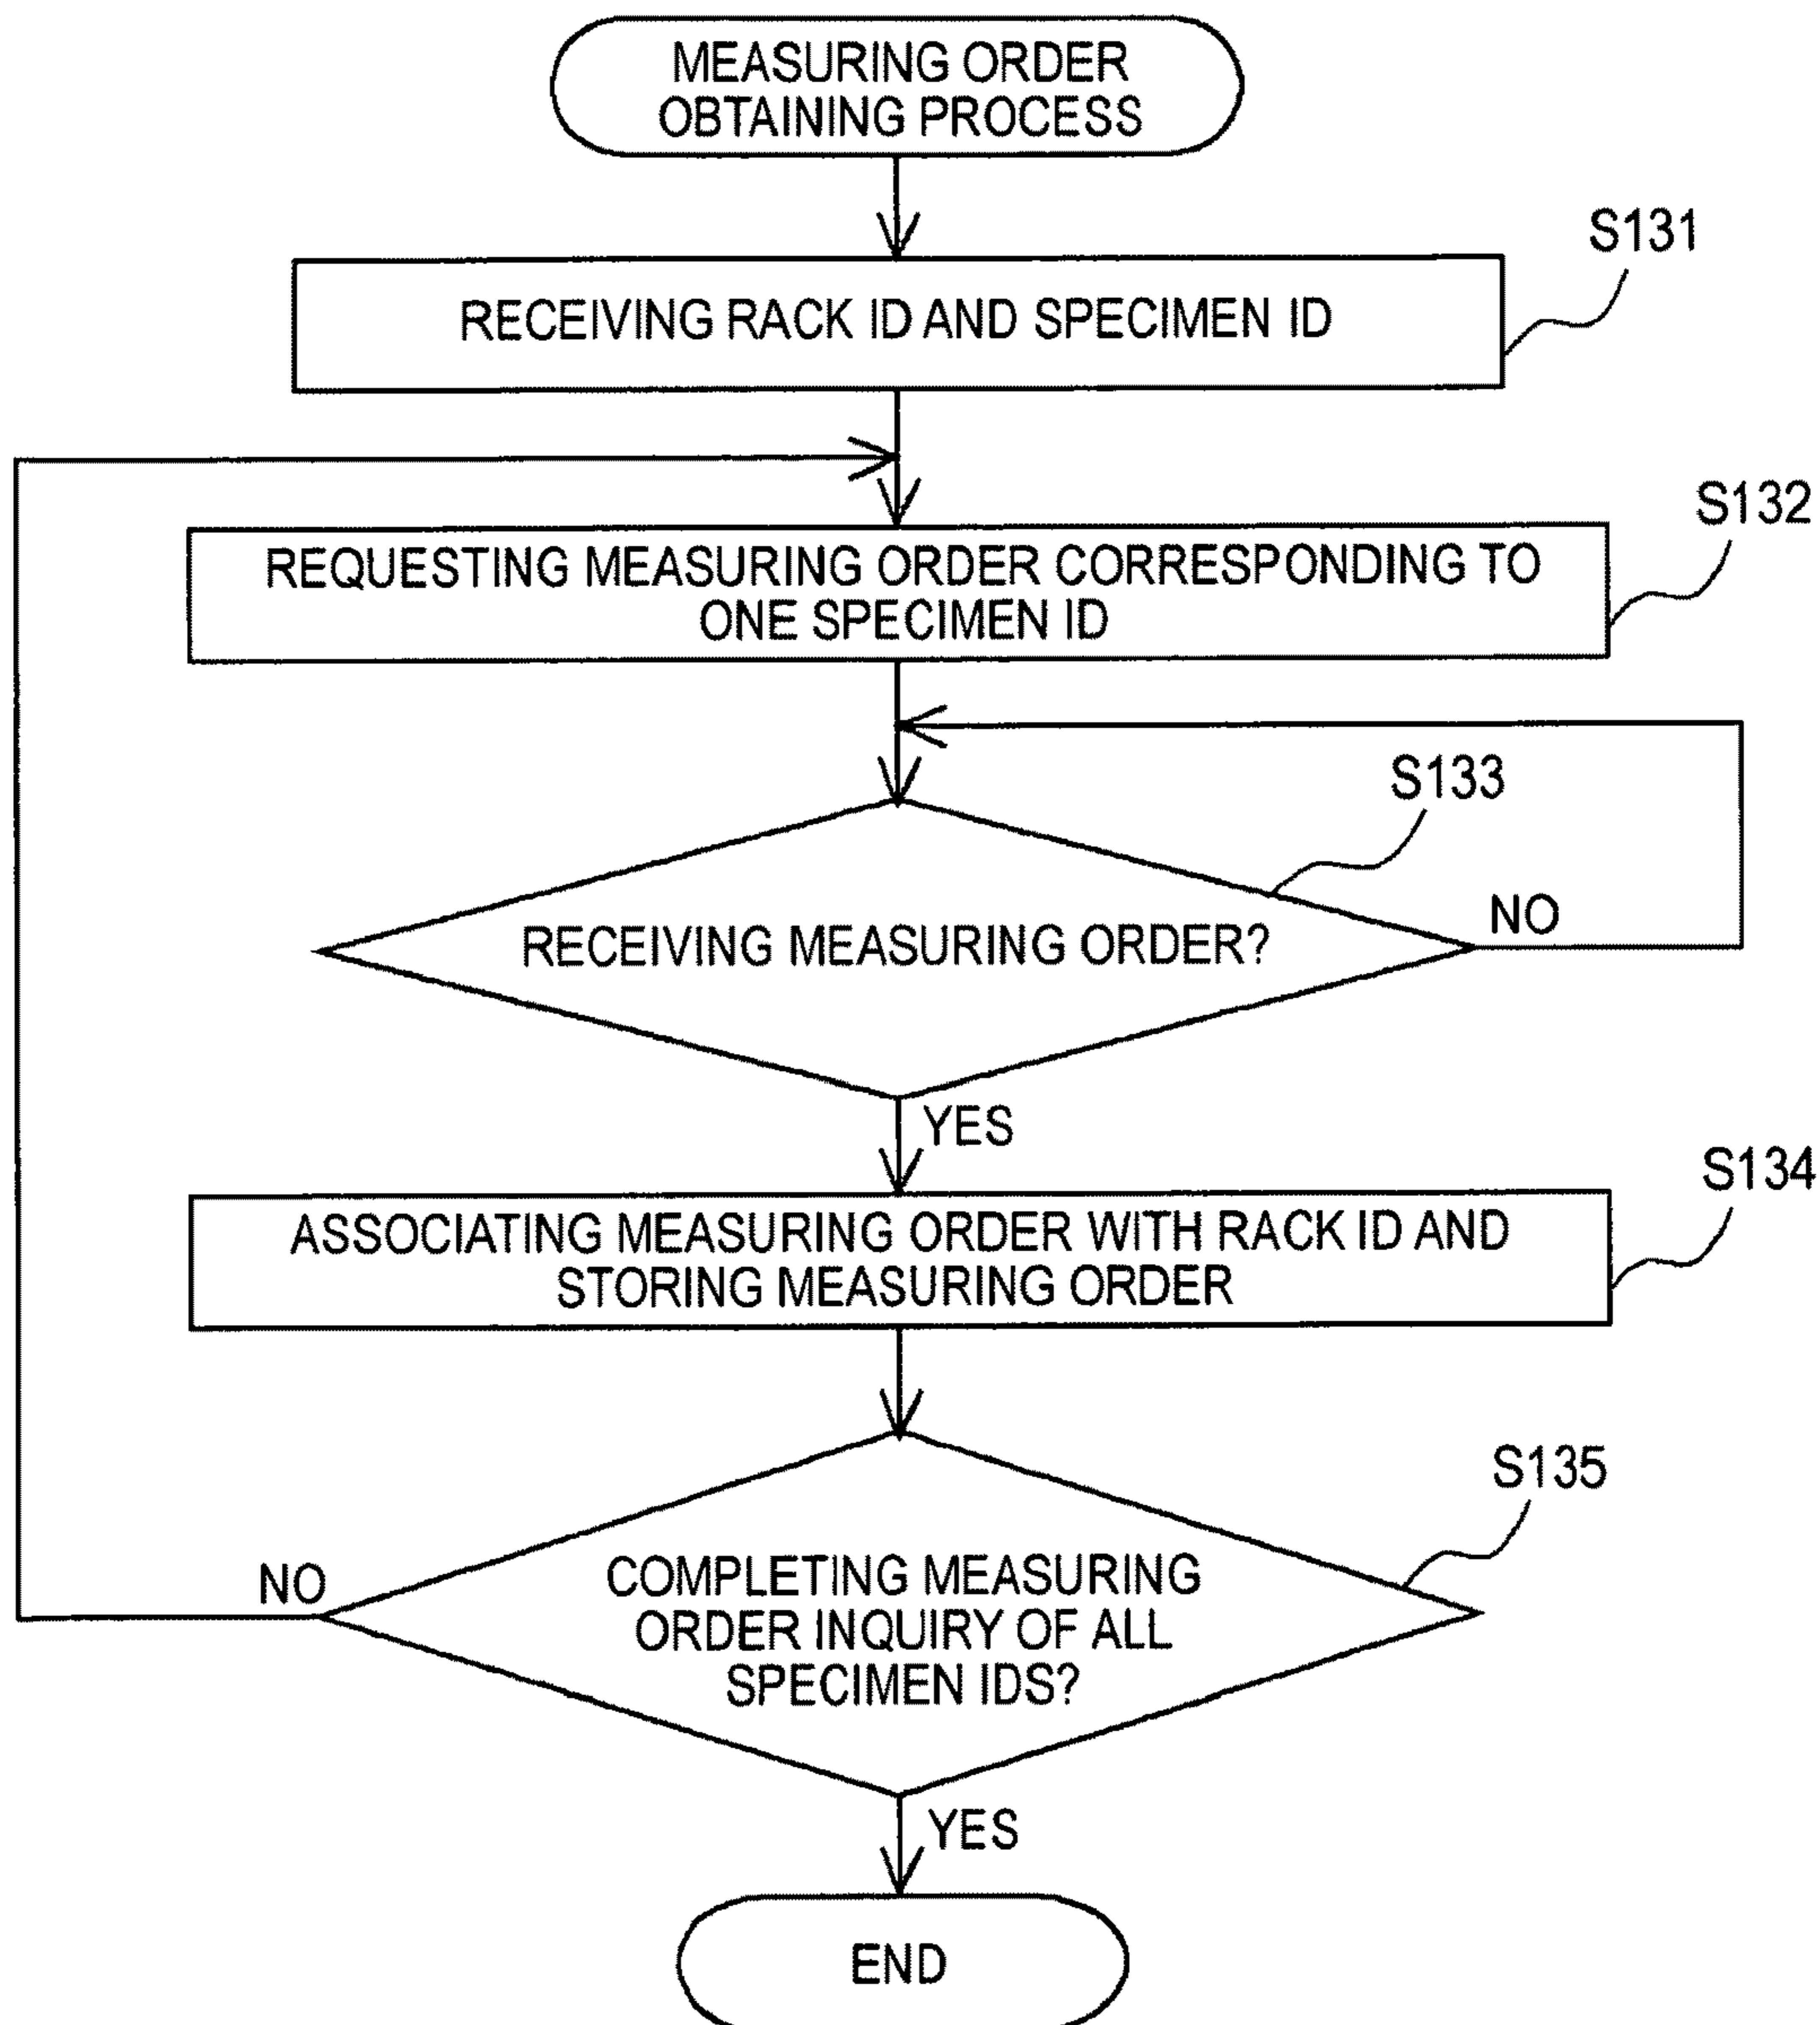 MEASURING ORDER
OBTAINING PROCESS
S131
RECEIVING RACK ID AND SPECIMEN ID
S132
REQUESTING MEASURING ORDER CORRESPONDING TO
ONE SPECIMEN ID
S133
RECEIVING MEASURING ORDER?
NO
YES
S134
ASSOCIATING MEASURING ORDER WITH RACK ID AND
STORING MEASURING ORDER
S135
COMPLETING MEASURING
ORDER INQUIRY OF ALL
SPECIMEN IDS?
NO
YES
END